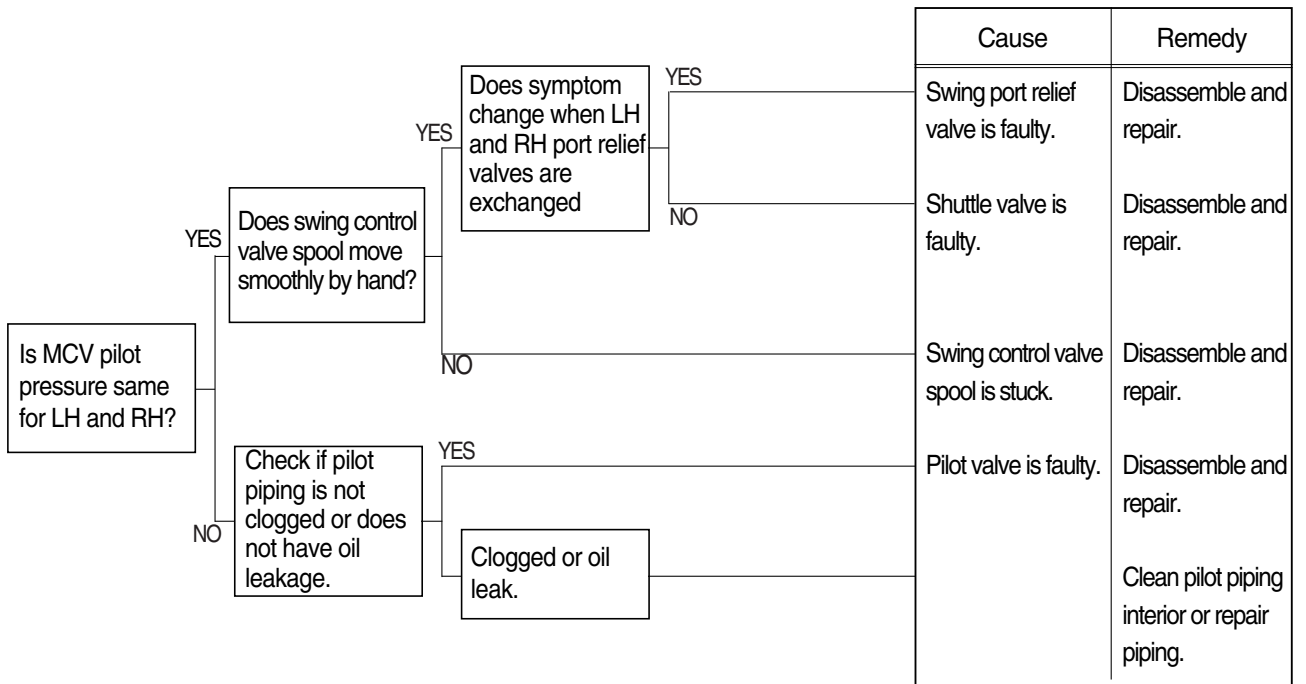 Cause
Remedy
Is MCV pilot
pressure same
for LH and RH?
YES
Does swing control
valve spool move
smoothly by hand?
YES
Does symptom
change when LH
and RH port relief
valves are
exchanged
YES
Swing port relief
valve is faulty.
Disassemble and
repair.
NO
Shuttle valve is
faulty.
Disassemble and
repair.
NO
Swing control valve
spool is stuck.
Disassemble and
repair.
NO
Check if pilot
piping is not
clogged or does
not have oil
leakage.
YES
Pilot valve is faulty.
Disassemble and
repair.
Clogged or oil
leak.
Clean pilot piping
interior or repair
piping.